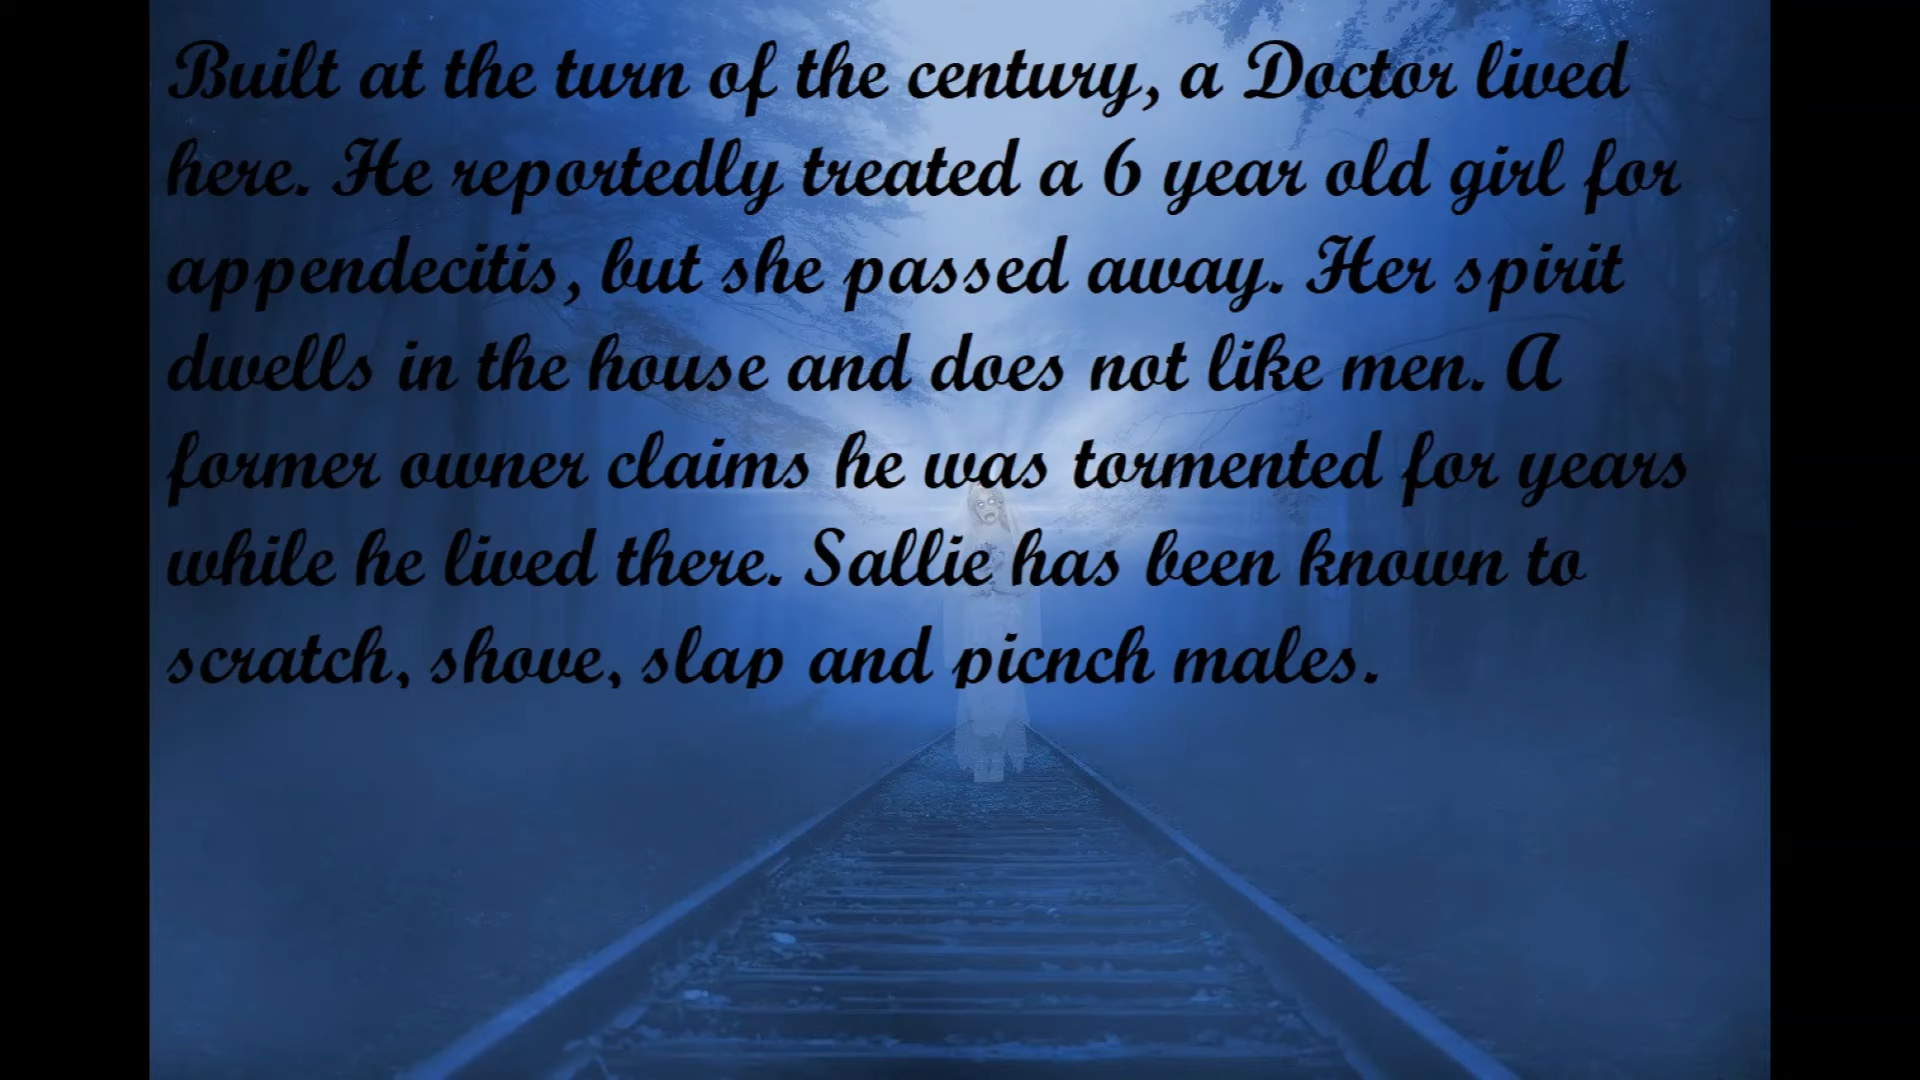 Built at the turn of the century, a Doctor lived
here. He reportedly treated a 6 year old girl for
appendecitis, but she passed away. Her spirit
dwells in the house and does not like men. A
former owner claims he was tormented for years
while he lived there. Sallie has been known to
scratch, shove, slap and picnch males.